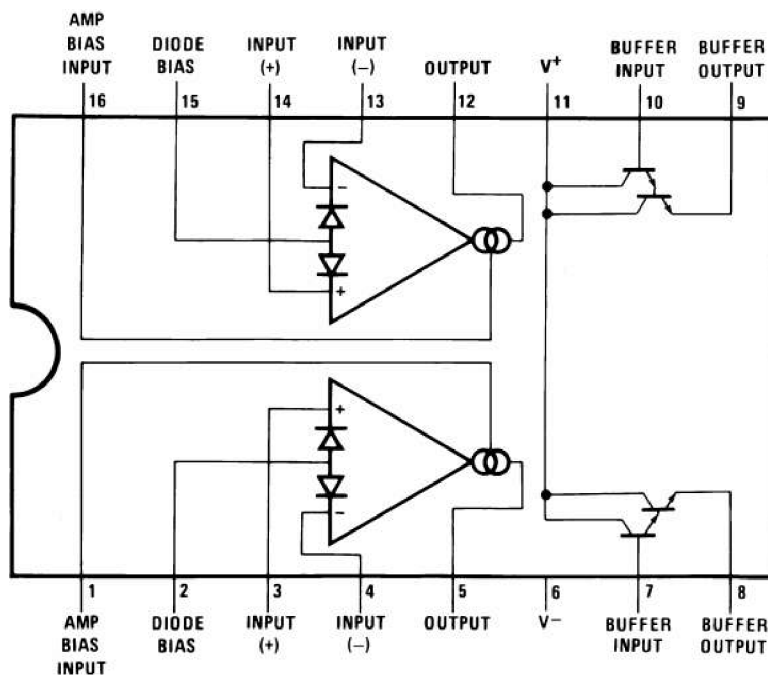 AMP
BIAS
INPUT
DIODE
BIAS
INPUT
(+)
INPUT
(−)
OUTPUT
V+
BUFFER
INPUT
BUFFER
OUTPUT
16 15 14 13 12 11 10 9
−
+
+
−
1 2 3 4 5 6 7 8
AMP
BIAS
INPUT
DIODE
BIAS
INPUT
(+)
INPUT
(−)
OUTPUT
V−
BUFFER
INPUT
BUFFER
OUTPUT